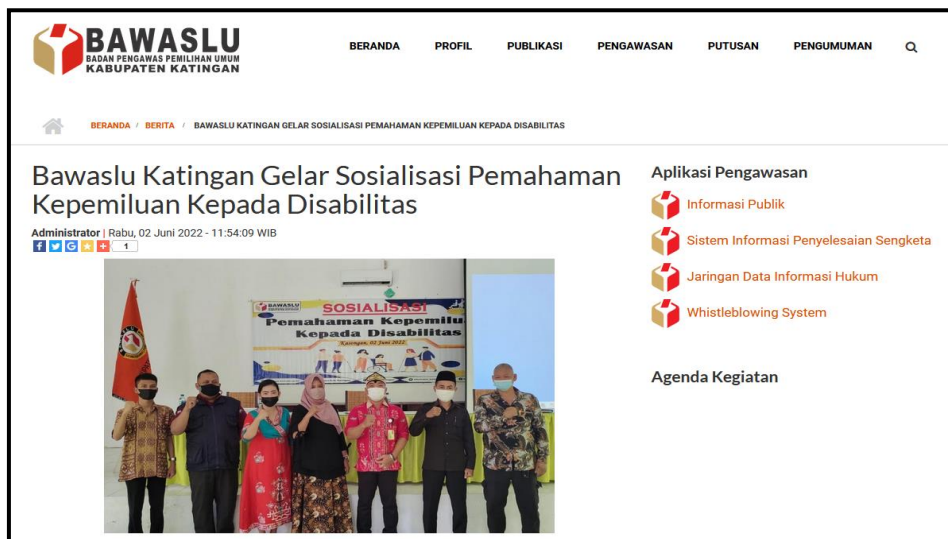 BAWASLU
BADAN PENGAWAS PEMILIHAN UMUM
KABUPATEN KATINGAN
BERANDA PROFIL PUBLIKASI PENGAWASAN PUTUSAN PENGUMUMAN
BERANDA / BERITA / BAWASLU KATINGAN GELAR SOSIALISASI PEMAHAMAN KEPEMILUAN KEPADA DISABILITAS
Bawaslu Katingan Gelar Sosialisasi Pemahaman
Kepemiluan Kepada Disabilitas
Administrator | Rabu, 02 Juni 2022 - 11:54:09 WIB
1
BAWASLU
SOSIALISASI
Pemahaman Kepemilu
Kepada Disabilitas
Kasongan, 02 Juni 2022
Aplikasi Pengawasan
Informasi Publik
Sistem Informasi Penyelesaian Sengketa
Jaringan Data Informasi Hukum
Whistleblowing System
Agenda Kegiatan